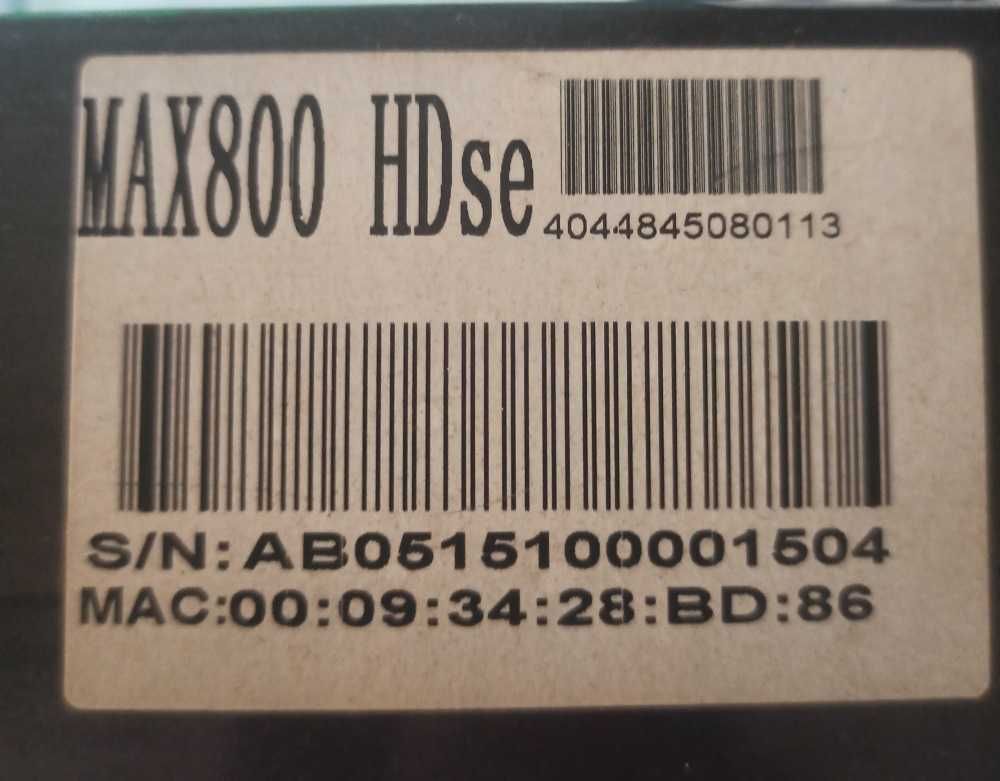 MAX800 HDse
4044845080113
S/N:AB0515100001504
MAC:00:09:34:28:BD:86